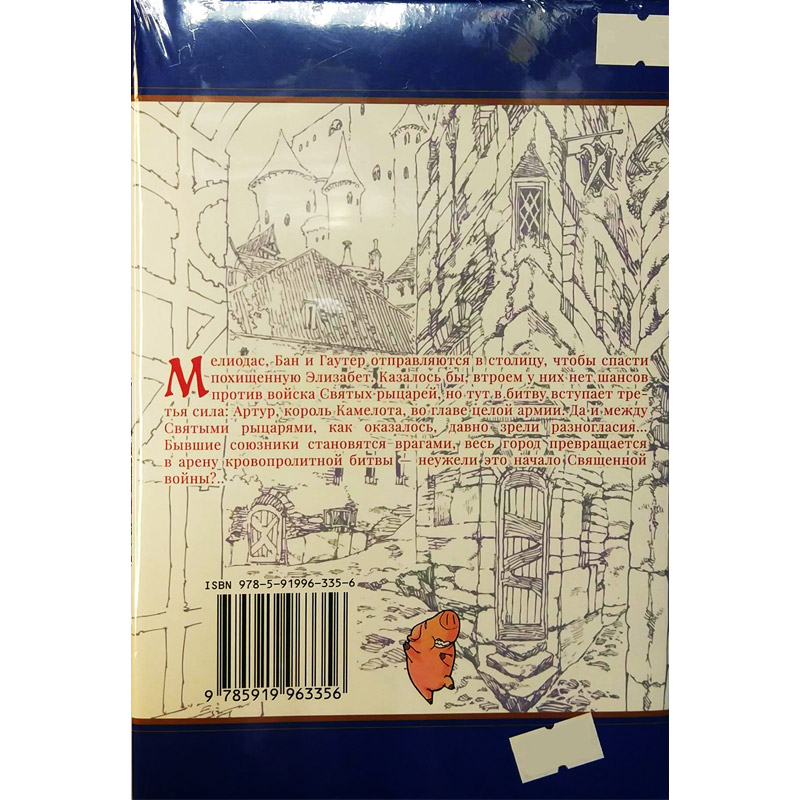 Мелиодас, Бан и Гаутер отправляются в столицу, чтобы спасти
похищенную Элизабет. Казалось бы, втроем у них нет шансов
против войска Святых рыцарей, но тут в битву вступает тре-
тья сила: Артур, король Камелота, во главе целой армии. Да и между
Святыми рыцарями, как оказалось, давно зрели разногласия...
Бывшие союзники становятся врагами, весь город превращается
в арену кровопролитной битвы — неужели это начало Священной
войны?..
ISBN 978-5-91996-335-6
9 785919 963356